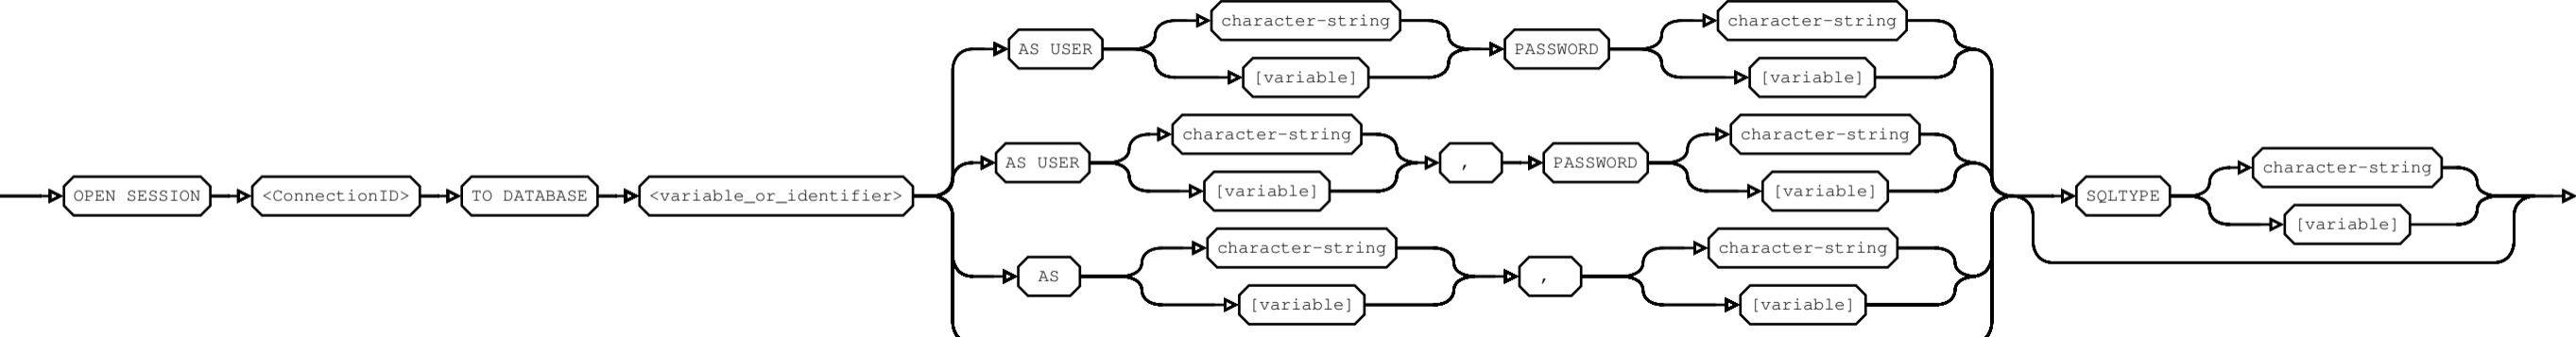 character-string character-string
AS USER PASSWORD
[variable] [variable]
character-string character-string
AS USER , PASSWORD
[variable] [variable]
OPEN SESSION <ConnectionID> TO DATABASE <variable_or_identifier> SQLTYPE
character-string
[variable]
character-string character-string
AS ,
[variable] [variable]